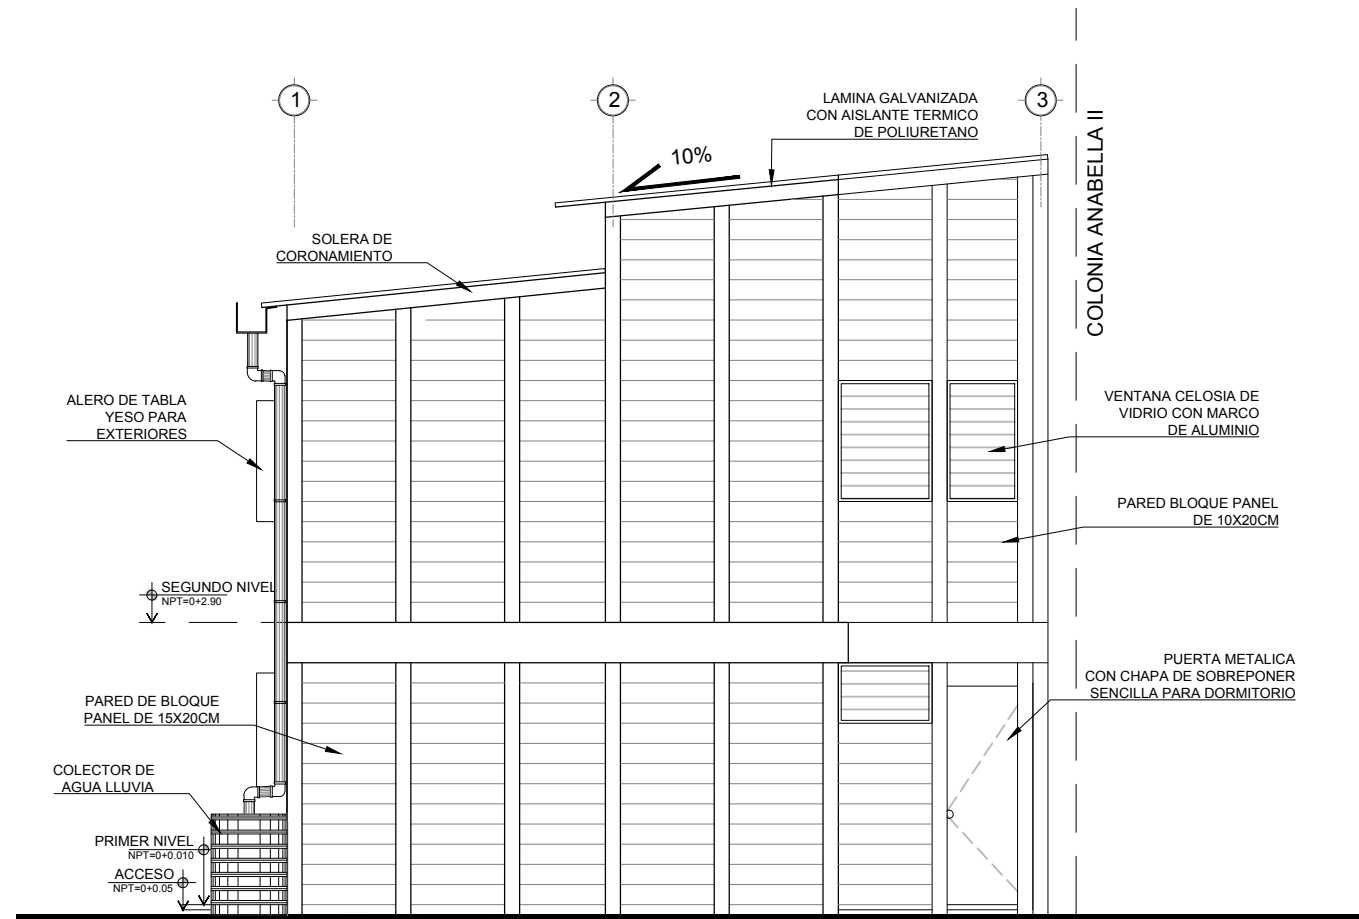 1
2
3
LAMINA GALVANIZADA
CON AISLANTE TERMICO
DE POLIURETANO
10%
COLONIA ANABELLA II
SOLERA DE
CORONAMIENTO
ALERO DE TABLA
YESO PARA
EXTERIORES
VENTANA CELOSIA DE
VIDRIO CON MARCO
DE ALUMINIO
PARED BLOQUE PANEL
DE 10X20CM
SEGUNDO NIVEL
NPT=0+2.90
PUERTA METALICA
CON CHAPA DE SOBREPONER
SENCILLA PARA DORMITORIO
PARED DE BLOQUE
PANEL DE 15X20CM
COLECTOR DE
AGUA LLUVIA
PRIMER NIVEL
NPT=0+0.010
ACCESO
NPT=0+0.05